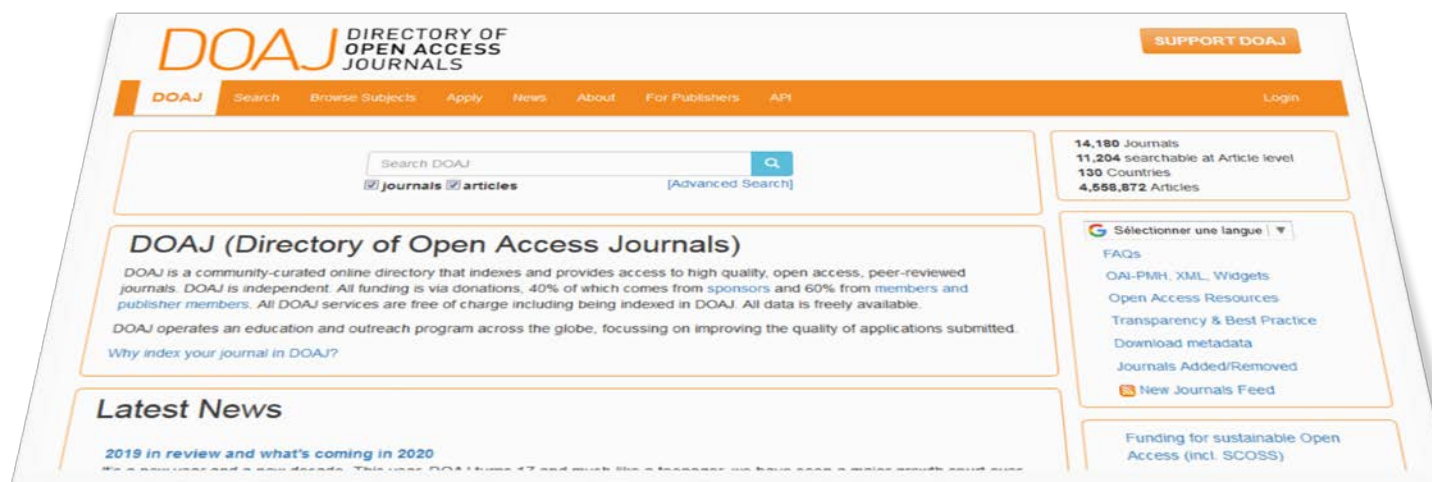 DOAJ DIRECTORY OF
OPEN ACCESS
JOURNALS
SUPPORT DOAJ
DOAJ Search Browse Subjects Apply News About For Publishers API Login
Search DOAJ
journals articles [Advanced Search]
14,180 Journals
11,204 searchable at Article level
130 Countries
4,558,872 Articles
DOAJ (Directory of Open Access Journals)
DOAJ is a community-curated online directory that indexes and provides access to high quality, open access, peer-reviewed
journals. DOAJ is independent. All funding is via donations, 40% of which comes from sponsors and 60% from members and
publisher members. All DOAJ services are free of charge including being indexed in DOAJ. All data is freely available.
DOAJ operates an education and outreach program across the globe, focussing on improving the quality of applications submitted.
Why index your journal in DOAJ?
G Sélectionner une langue
FAQs
OAI-PMH, XML, Widgets
Open Access Resources
Transparency & Best Practice
Download metadata
Journals Added/Removed
New Journals Feed
Latest News
2019 in review and what's coming in 2020
Funding for sustainable Open
Access (incl. SCOSS)